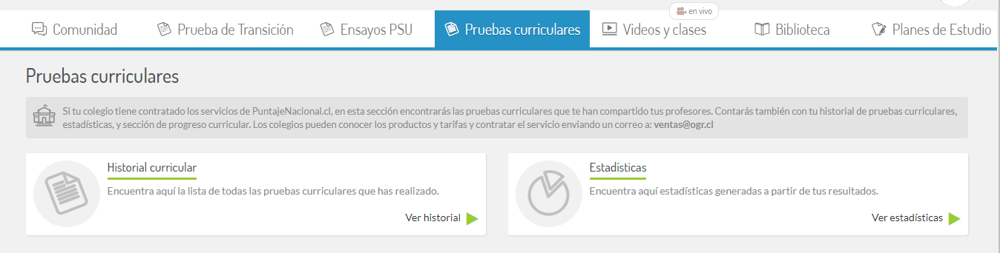 en vivo
Comunidad
Prueba de Transición
Ensayos PSU
Pruebas curriculares
Videos y clases
Biblioteca
Planes de Estudio
Pruebas curriculares
Si tu colegio tiene contratado los servicios de PuntajeNacional.cl, en esta sección encontrarás las pruebas curriculares que te han compartido tus profesores. Contarás también con tu historial de pruebas curriculares,
estadísticas, y sección de progreso curricular. Los colegios pueden conocer los productos y tarifas y contratar el servicio enviando un correo a: ventas@ogr.cl
Historial curricular
Encuentra aquí la lista de todas las pruebas curriculares que has realizado.
Ver historial
Estadísticas
Encuentra aquí estadísticas generadas a partir de tus resultados.
Ver estadísticas